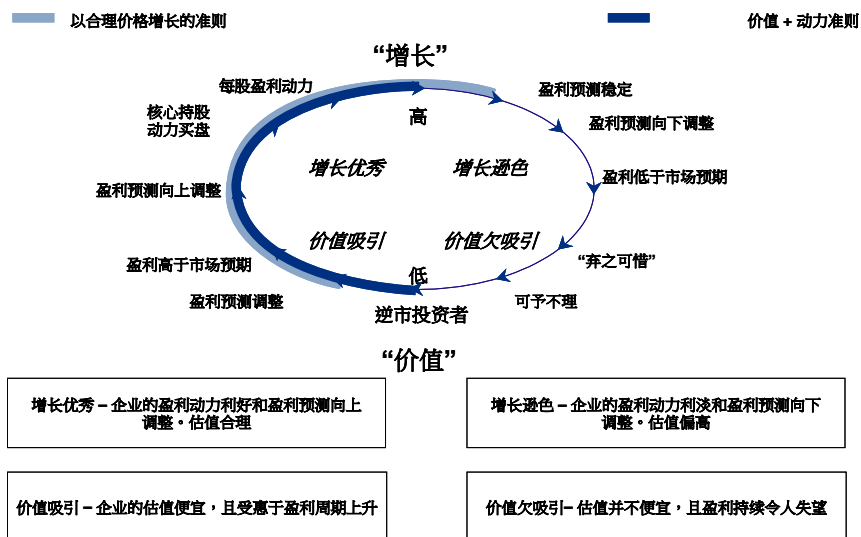 以合理价格增长的准则
价值 + 动力准则
“增长”
每股盈利动力
盈利预测稳定
核心持股
动力买盘
高
盈利预测向下调整
增长优秀
增长逊色
盈利预测向上调整
盈利低于市场预期
价值吸引
价值欠吸引
盈利高于市场预期
低
“弃之可惜”
盈利预测调整
可予不理
逆市投资者
“价值”
增长优秀 – 企业的盈利动力利好和盈利预测向上
调整。估值合理
增长逊色 – 企业的盈利动力利淡和盈利预测向下
调整。估值偏高
价值吸引 – 企业的估值便宜，且受惠于盈利周期上升
价值欠吸引– 估值并不便宜，且盈利持续令人失望